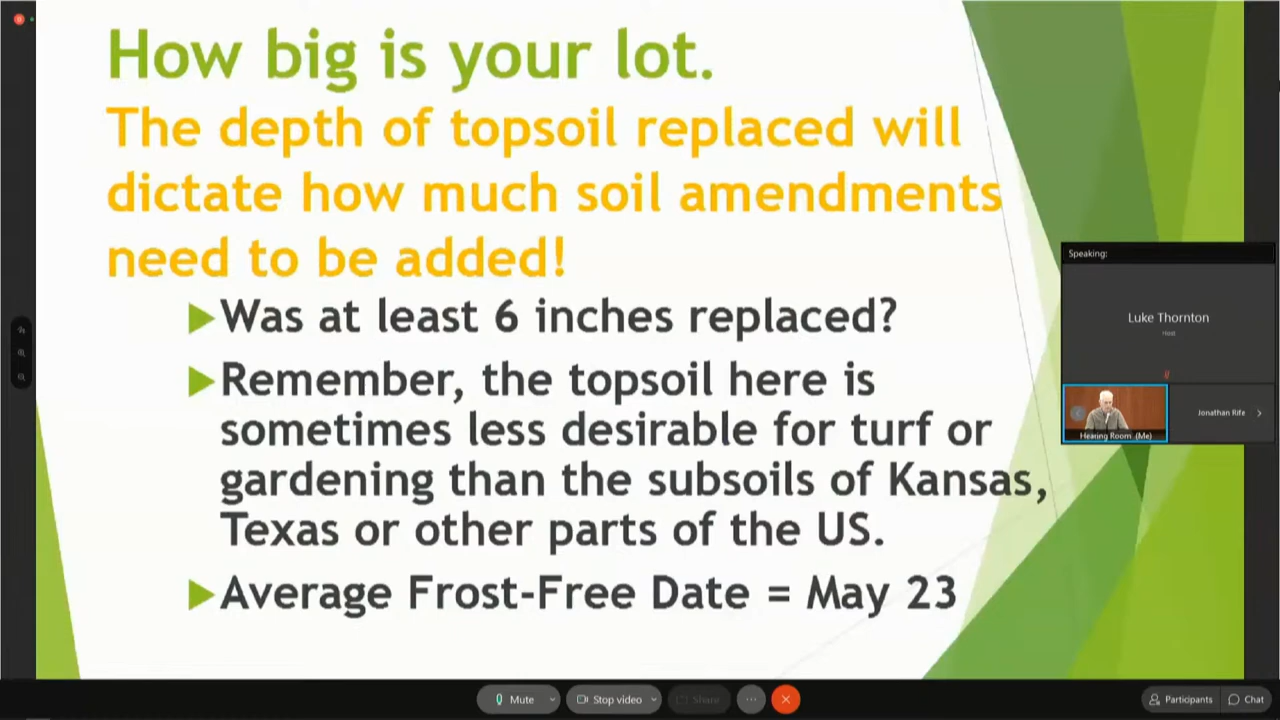 How big is your lot.
The depth of topsoil replaced will
dictate how much soil amendments
need to be added!
Was at least 6 inches replaced?
Remember, the topsoil here is
sometimes less desirable for turf or
gardening than the subsoils of Kansas,
Texas or other parts of the US.
Average Frost-Free Date = May 23
Speaking:
Luke Thornton
Host
Hearing Room (Me)
Jonathan Rife
Mute
Stop video
Share
Participants
Chat